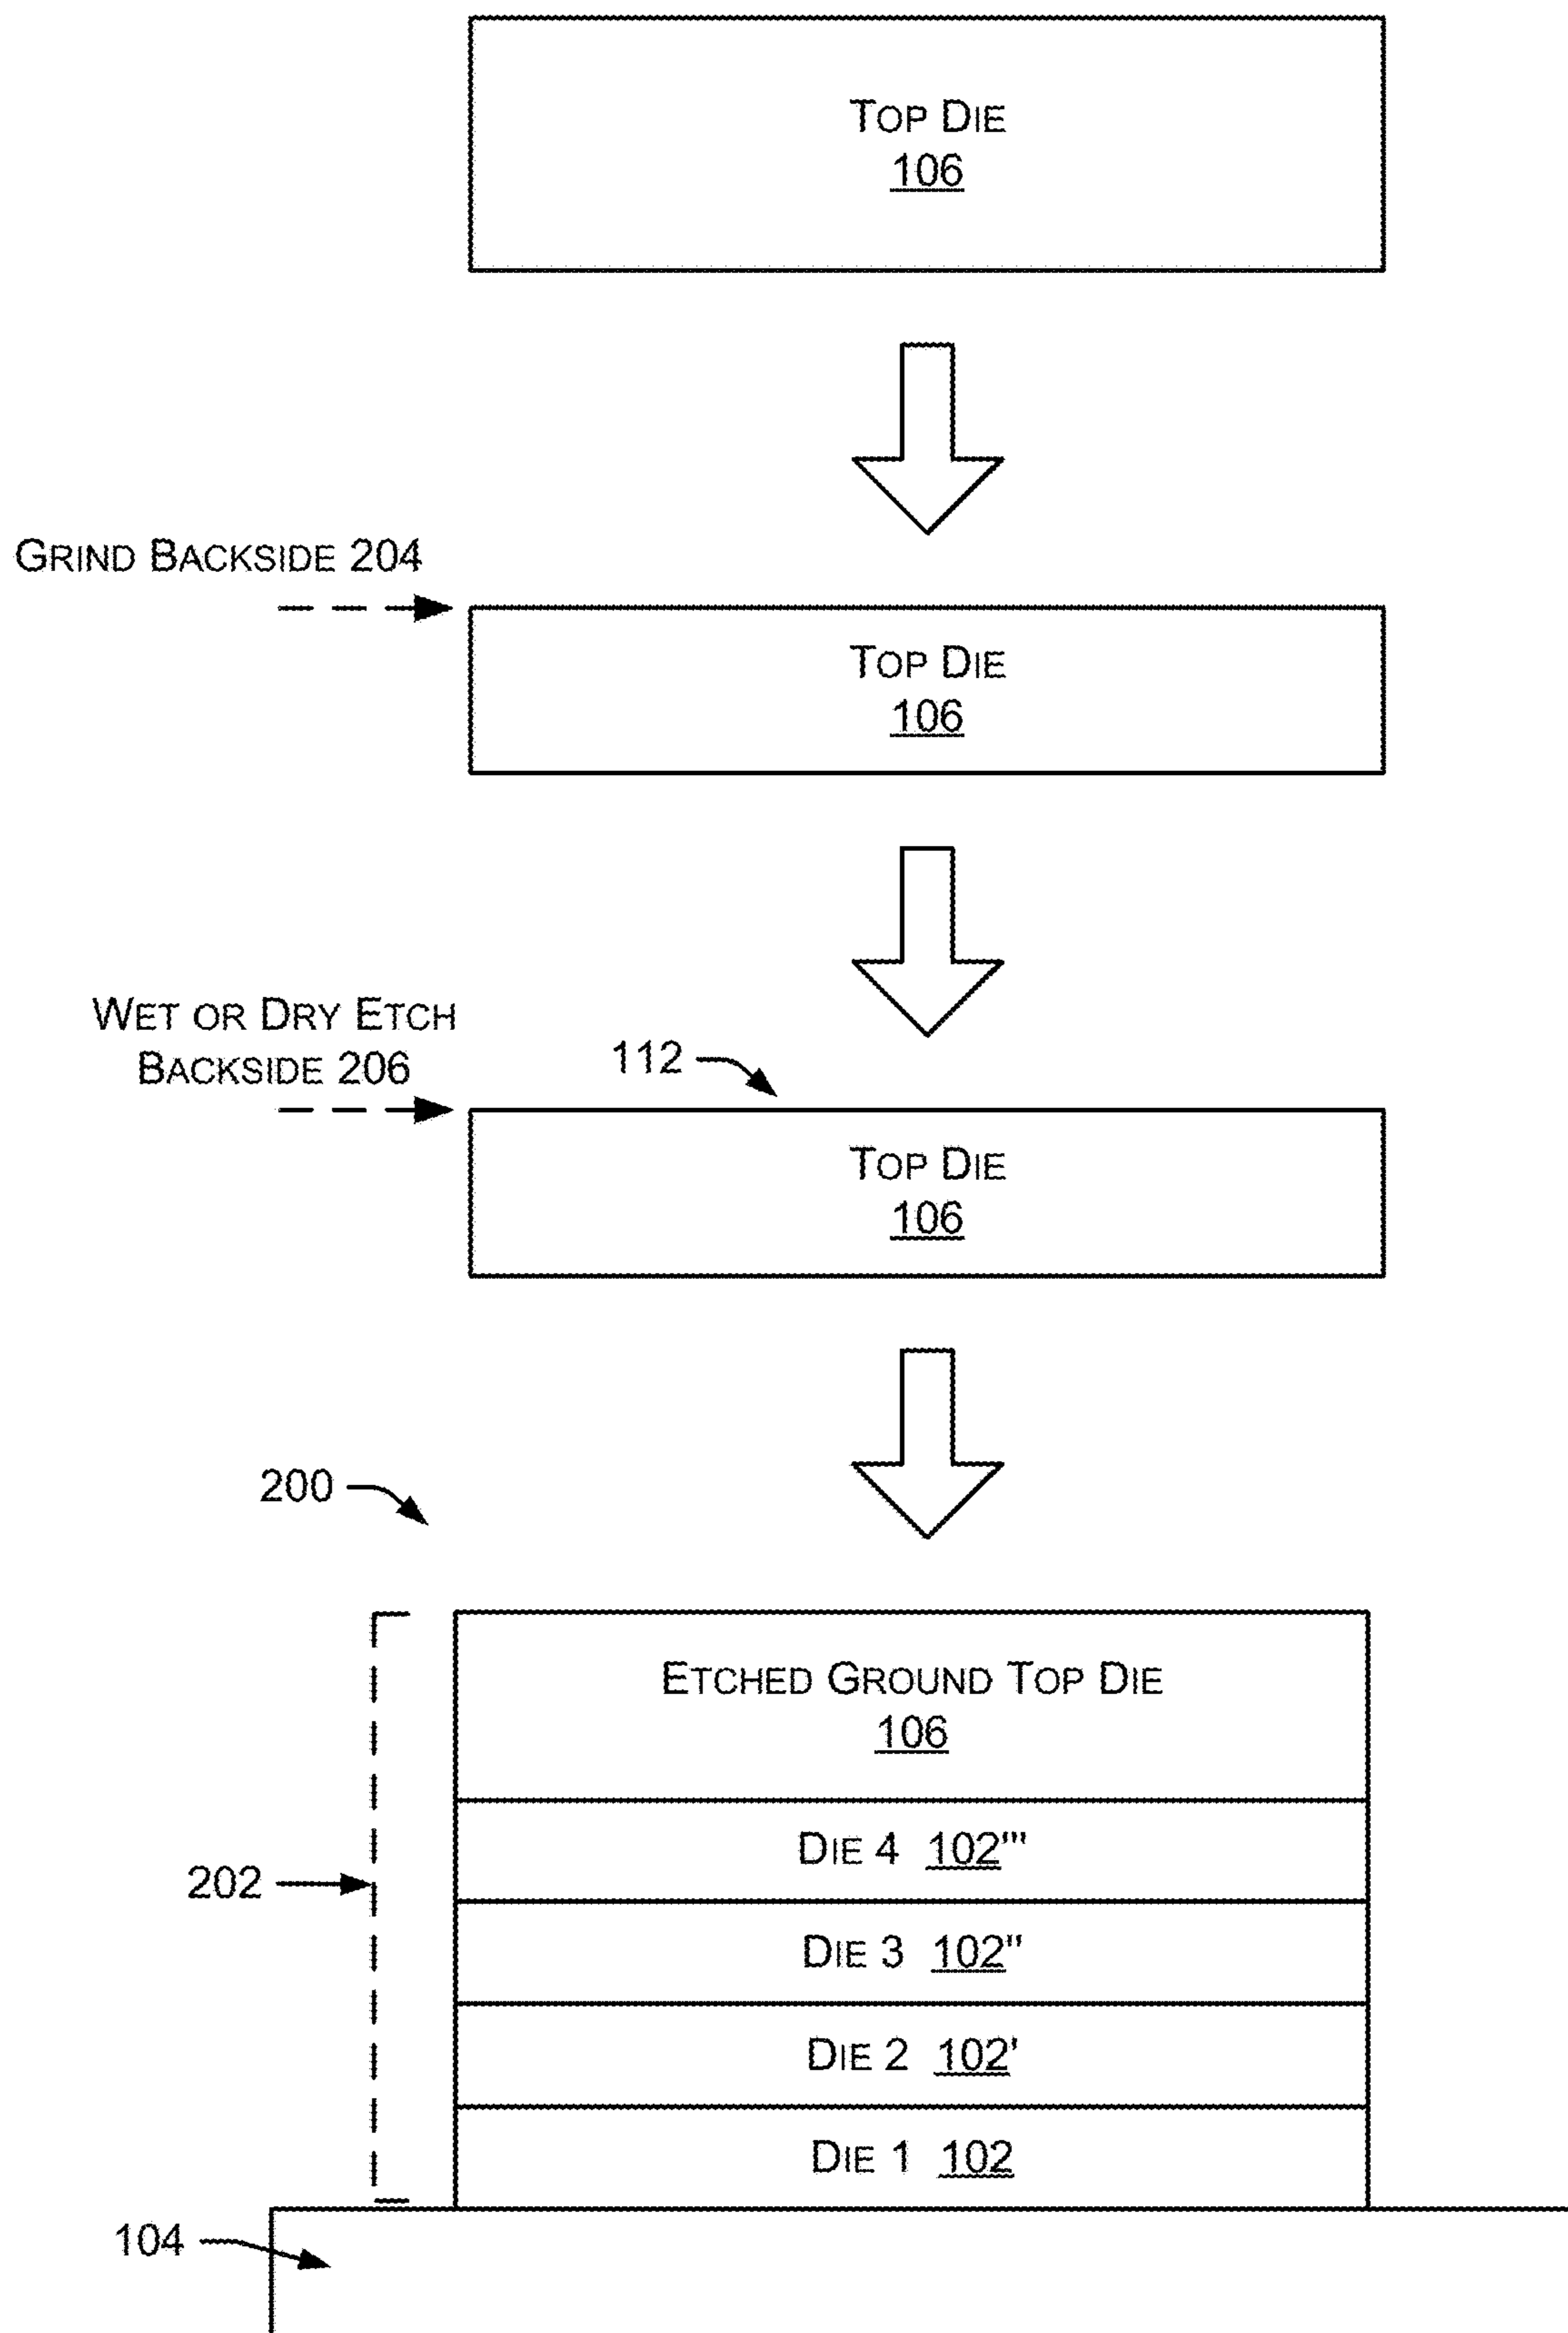 TOP DIE
106
GRIND BACKSIDE 204
TOP DIE
106
WET OR DRY ETCH
BACKSIDE 206
112
TOP DIE
106
200
ETCHED GROUND TOP DIE
106
DIE 4 102'''
202
DIE 3 102''
DIE 2 102'
DIE 1 102
104